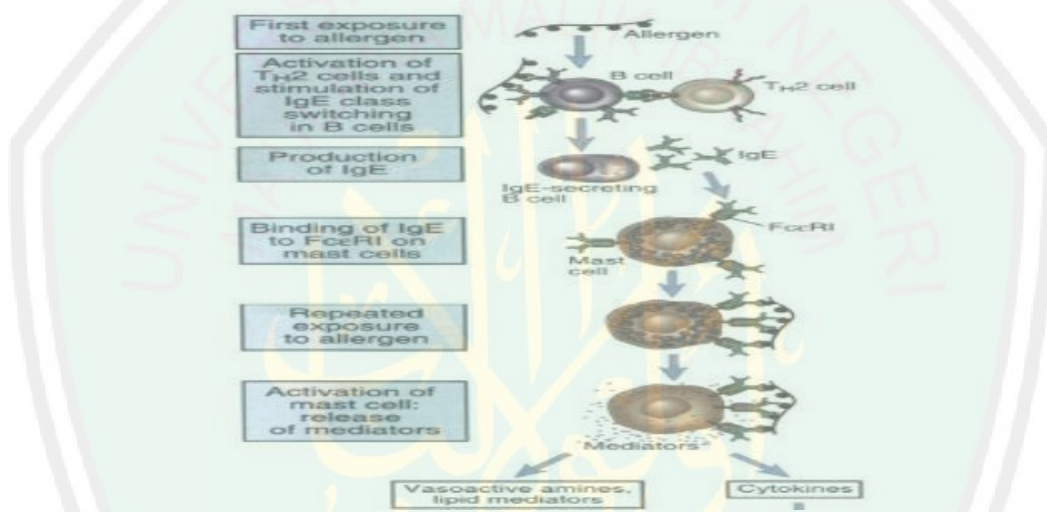 First exposure
to allergen
Allergen
Activation of
TH2 cells and
stimulation of
IgE class
switching
in B cells
B cell
TH2 cell
Production
of IgE
IgE
IgE-secreting
B cell
Binding of IgE
to FcεRI on
mast cells
FcεRI
Mast
cell
Repeated
exposure
to allergen
Activation of
mast cell:
release
of mediators
Mediators
Vasoactive amines,
lipid mediators
Cytokines